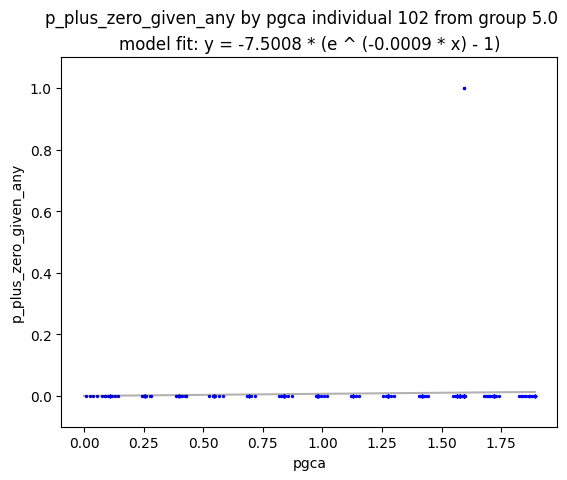 p_plus_zero_given_any by pgca individual 102 from group 5.0
model fit: y = -7.5008 * (e ^ (-0.0009 * x) - 1)
p_plus_zero_given_any
1.0
0.8
0.6
0.4
0.2
0.0
0.00 0.25 0.50 0.75 1.00 1.25 1.50 1.75
pgca